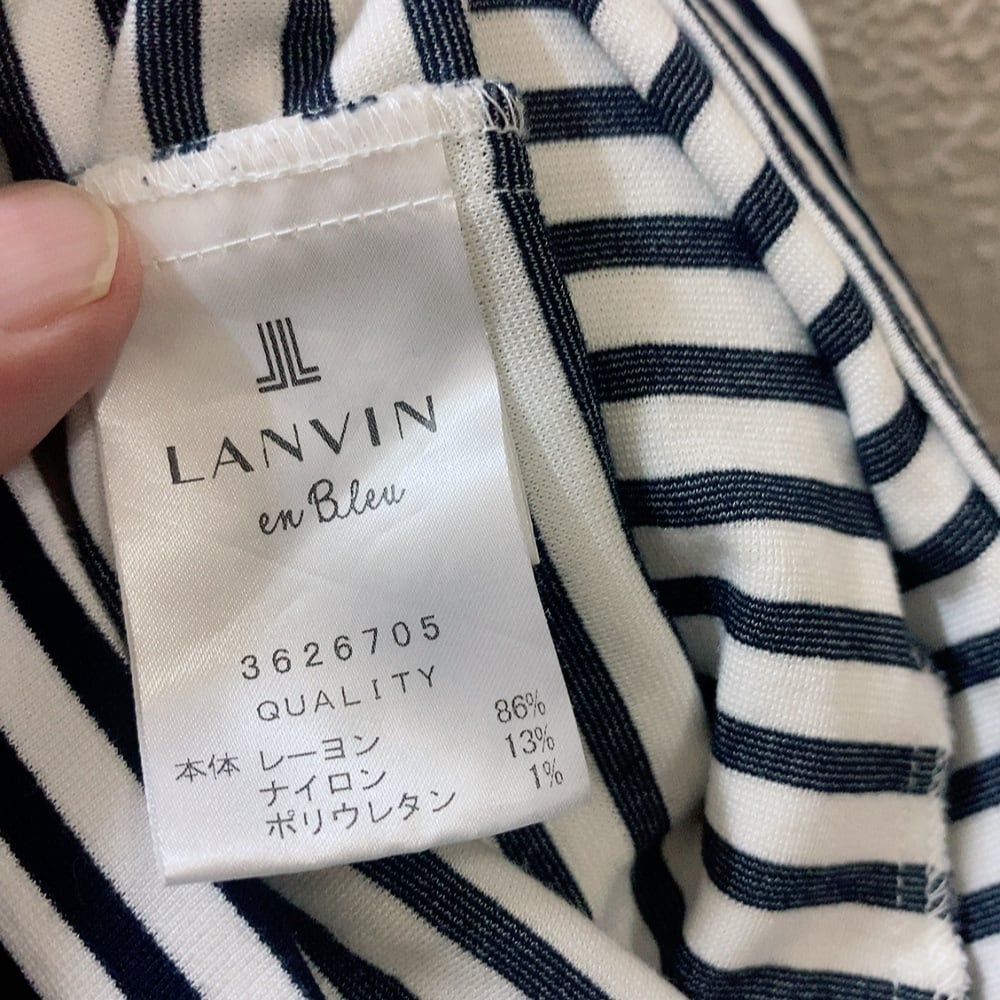 LANVIN
en Bleu
3626705
QUALITY
本体 レーヨン 86%
ナイロン 13%
ポリウレタン 1%